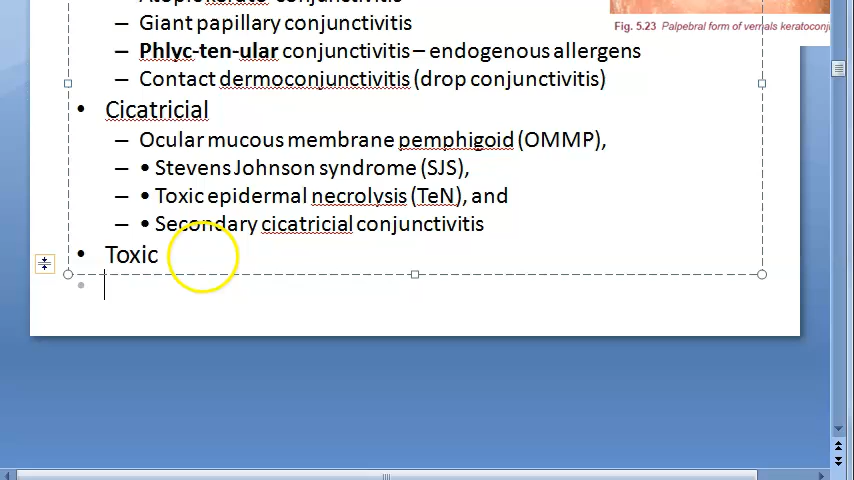 Giant papillary conjunctivitis
Fig. 5.23 Palpebral form of vernals keratoconj
– Phlyc-ten-ular conjunctivitis – endogenous allergens
– Contact dermoconjunctivitis (drop conjunctivitis)
• Cicatricial
– Ocular mucous membrane pemphigoid (OMMP),
– • Stevens Johnson syndrome (SJS),
– • Toxic epidermal necrolysis (TeN), and
– • Secondary cicatricial conjunctivitis
• Toxic